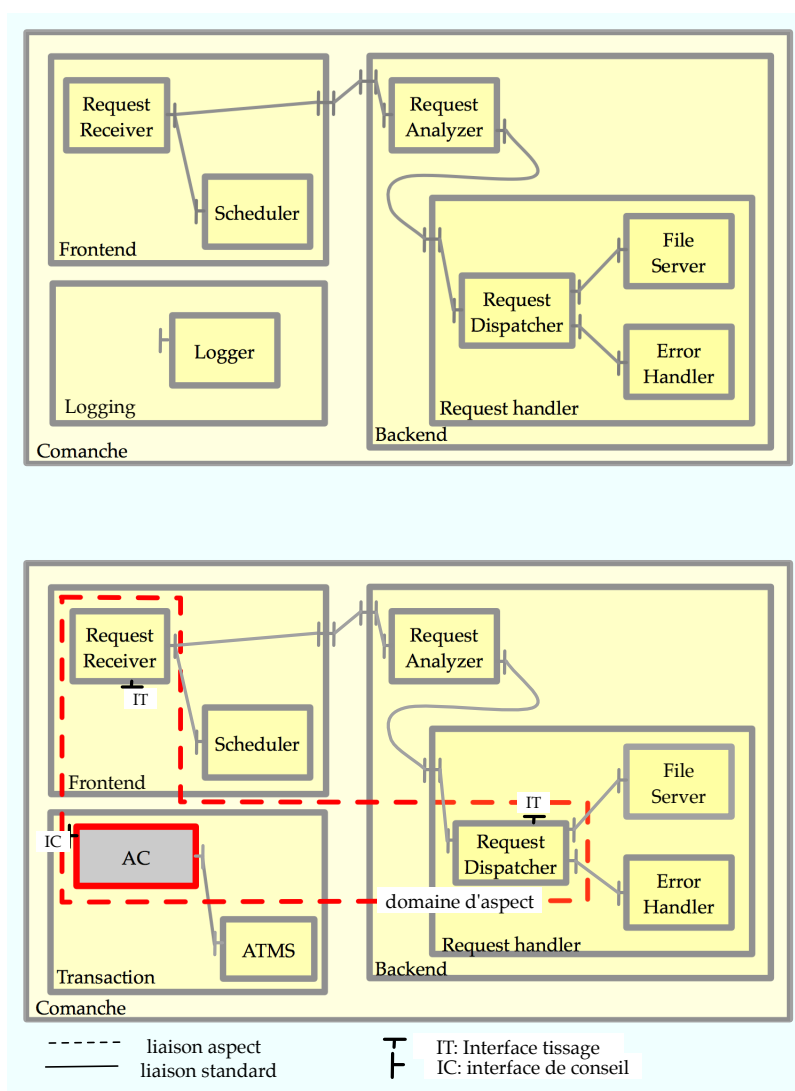 Request
Receiver
Scheduler
Frontend
Logger
Logging
Request
Analyzer
File
Server
Request
Dispatcher
Error
Handler
Request handler
Backend
Comanche
Request
Receiver
IT
Scheduler
Frontend
IC
AC
ATMS
Transaction
Request
Analyzer
IT
File
Server
Request
Dispatcher
Error
Handler
domaine d'aspect
Request handler
Backend
Comanche
liaison aspect
liaison standard
IT: Interface tissage
IC: interface de conseil